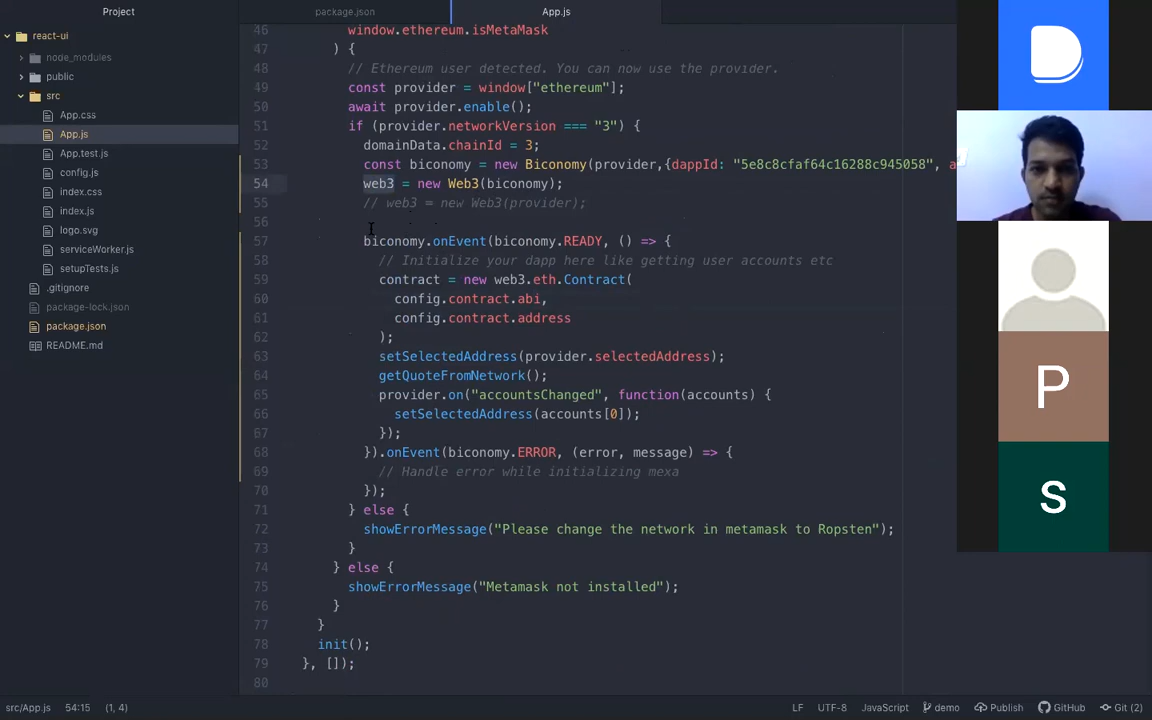 Project
package.json
App.js
react-ui
node_modules
public
src
App.css
App.js
App.test.js
config.js
index.css
index.js
logo.svg
serviceWorker.js
setupTests.js
.gitignore
package-lock.json
package.json
README.md
46 window.ethereum.isMetaMask
47 ) {
48 // Ethereum user detected. You can now use the provider.
49 const provider = window["ethereum"];
50 await provider.enable();
51 if (provider.networkVersion === "3") {
52 domainData.chainId = 3;
53 const biconomy = new Biconomy(provider,{dappId: "5e8c8cfaf64c16288c945058", a
54 web3 = new Web3(biconomy);
55 // web3 = new Web3(provider);
56
57 biconomy.onEvent(biconomy.READY, () => {
58 // Initialize your dapp here like getting user accounts etc
59 contract = new web3.eth.Contract(
60 config.contract.abi,
61 config.contract.address
62 );
63 setSelectedAddress(provider.selectedAddress);
64 getQuoteFromNetwork();
65 provider.on("accountsChanged", function(accounts) {
66 setSelectedAddress(accounts[0]);
67 });
68 }).onEvent(biconomy.ERROR, (error, message) => {
69 // Handle error while initializing mexa
70 });
71 } else {
72 showErrorMessage("Please change the network in metamask to Ropsten");
73 }
74 } else {
75 showErrorMessage("Metamask not installed");
76 }
77 }
78 init();
79 }, []);
80
P
S
src/App.js 54:15 (1, 4)
LF UTF-8 JavaScript demo Publish GitHub Git (2)